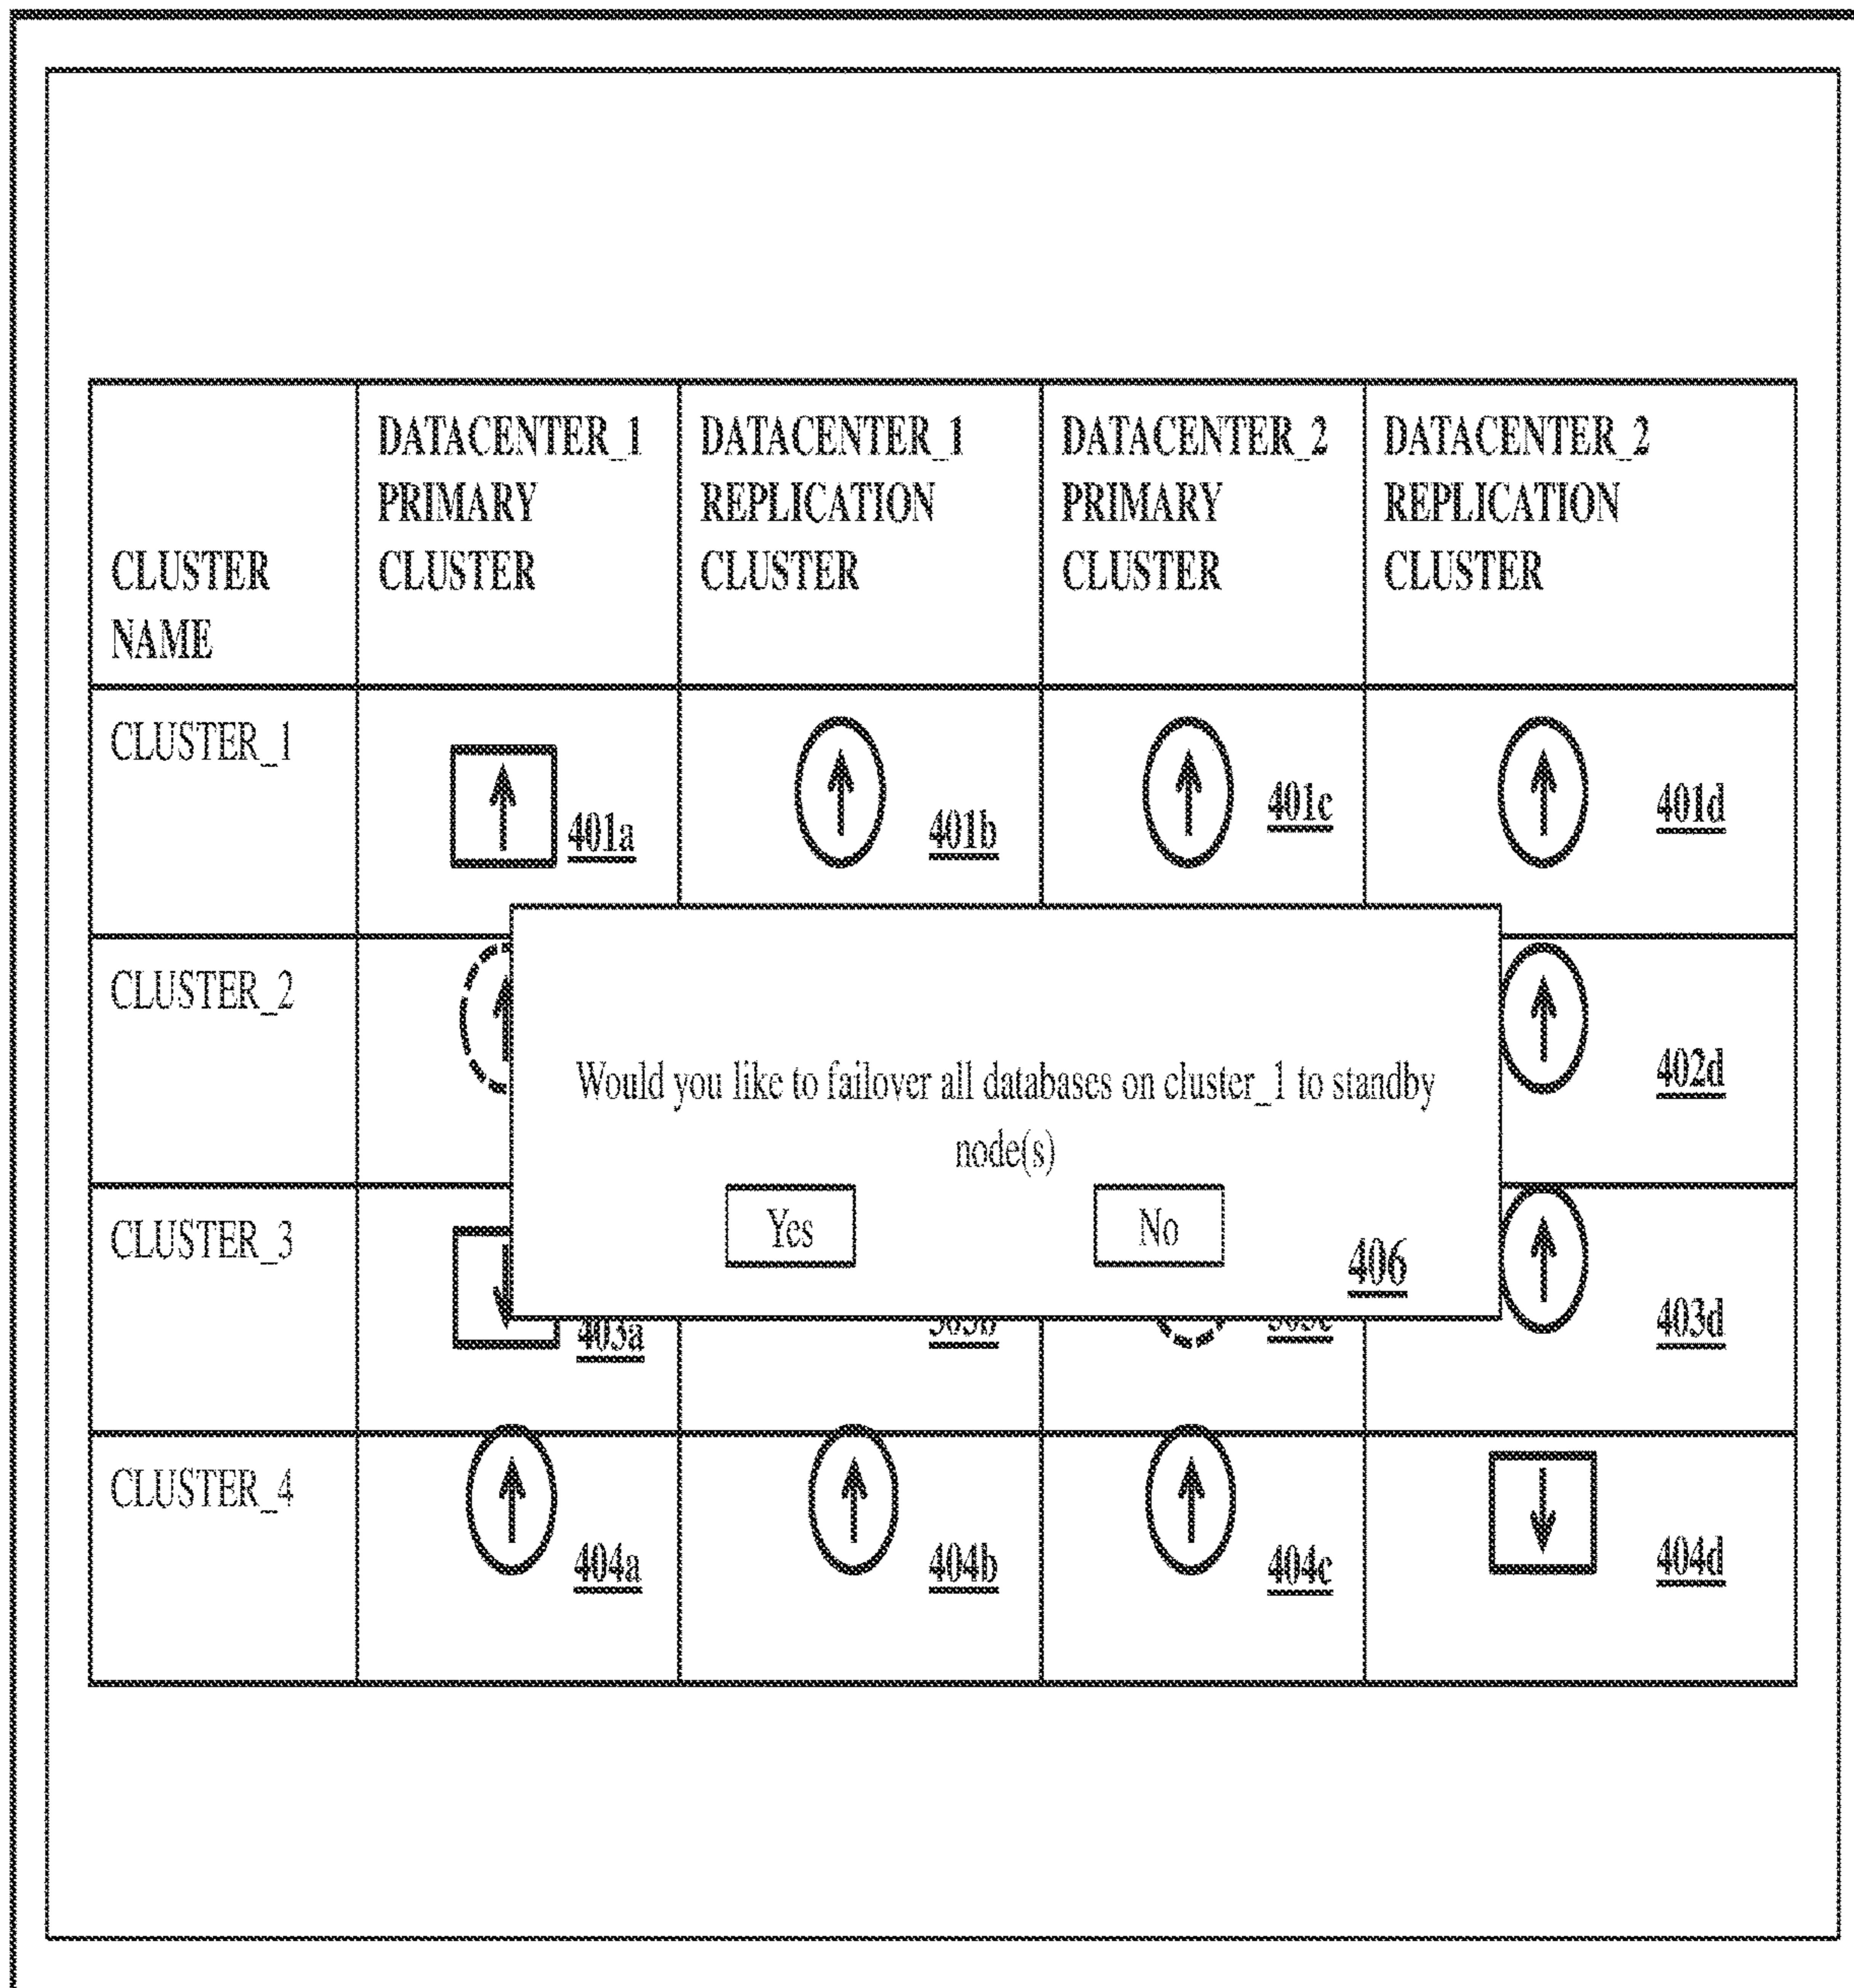 CLUSTER
NAME
DATACENTER_1
PRIMARY
CLUSTER
DATACENTER_1
REPLICATION
CLUSTER
DATACENTER_2
PRIMARY
CLUSTER
DATACENTER_2
REPLICATION
CLUSTER
CLUSTER_1
401a
401b
401c
401d
CLUSTER_2
402d
Would you like to failover all databases on cluster_1 to standby
node(s)
Yes
No
406
CLUSTER_3
403a
403d
CLUSTER_4
404a
404b
404c
404d